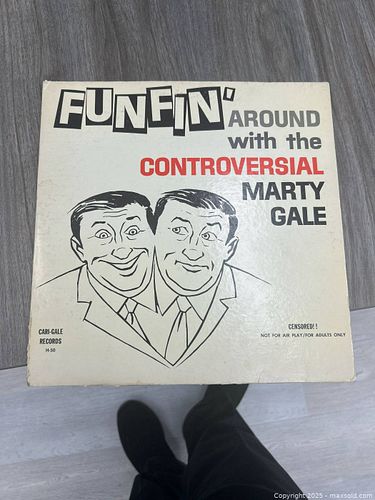 FUNFIN' AROUND
with the
CONTROVERSIAL
MARTY
GALE
CARI-GALE
RECORDS
H-50
CENSORED!!
NOT FOR AIR PLAY/FOR ADULTS ONLY
Copyright 2025 - maxsold.com